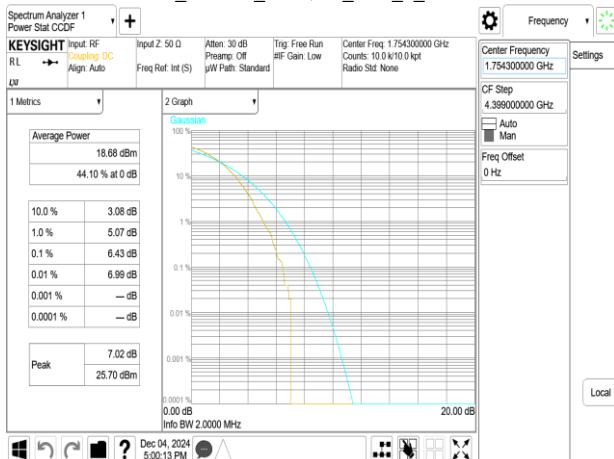 Spectrum Analyzer 1
Power Stat CCDF
+
Frequency
KEYSIGHT
RL
LXI
Input: RF
Coupling: DC
Align: Auto
Input Z: 50 Ω
Freq Ref: Int (S)
Atten: 30 dB
Preamp: Off
µW Path: Standard
Trig: Free Run
#IF Gain: Low
Center Freq: 1.754300000 GHz
Counts: 10.0 k/10.0 kpt
Radio Std: None
Center Frequency
1.754300000 GHz
Settings
CF Step
4.399000000 GHz
Auto
Man
Freq Offset
0 Hz
Local
1 Metrics
Average Power
18.68 dBm
44.10 % at 0 dB
10.0 % 3.08 dB
1.0 % 5.07 dB
0.1 % 6.43 dB
0.01 % 6.99 dB
0.001 % — dB
0.0001 % — dB
Peak 7.02 dB
25.70 dBm
2 Graph
Gaussian
100 %
10 %
1 %
0.1 %
0.01 %
0.001 %
0.0001 %
0.00 dB 20.00 dB
Info BW 2.0000 MHz
?
Dec 04, 2024
5:00:13 PM